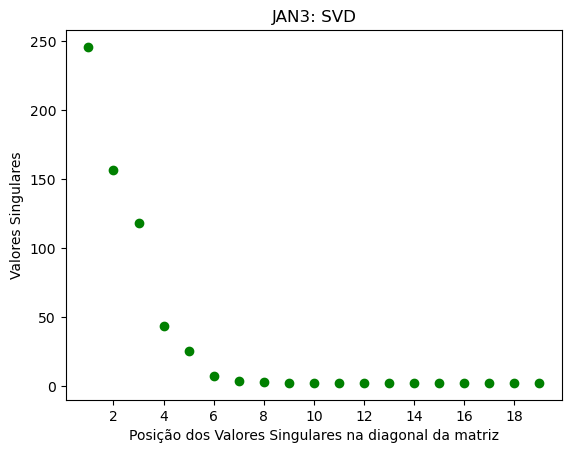 JAN3: SVD
250
200
150
100
50
0
Valores Singulares
2 4 6 8 10 12 14 16 18
Posição dos Valores Singulares na diagonal da matriz